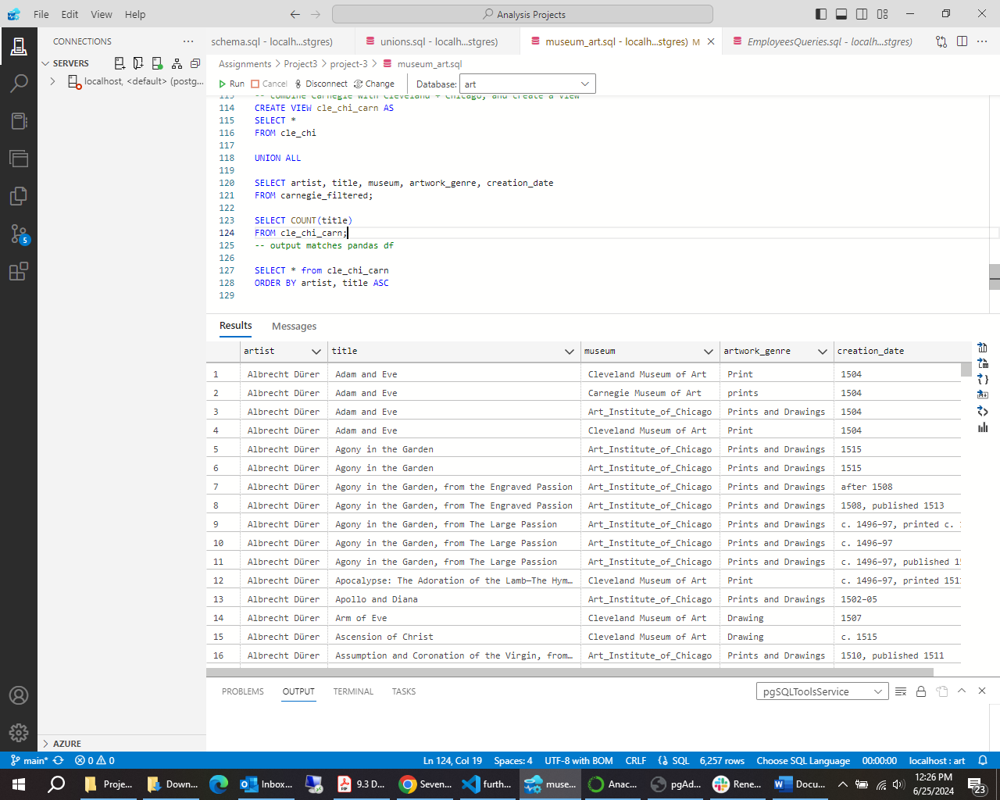 File Edit View Help
Analysis Projects
CONNECTIONS
SERVERS
localhost, <default> (postg...
schema.sql - localh...stgres)
unions.sql - localh...stgres)
museum_art.sql - localh...stgres) M
EmployeesQueries.sql - localh...stgres)
Assignments > Project3 > project-3 > museum_art.sql
Run Cancel Disconnect Change Database: art
113 -- combine Carnegie with Cleveland + Chicago, and create a view
114 CREATE VIEW cle_chi_carn AS
115 SELECT *
116 FROM cle_chi
117
118 UNION ALL
119
120 SELECT artist, title, museum, artwork_genre, creation_date
121 FROM carnegie_filtered;
122
123 SELECT COUNT(title)
124 FROM cle_chi_carn;
125 -- output matches pandas df
126
127 SELECT * from cle_chi_carn
128 ORDER BY artist, title ASC
129
Results Messages
artist title museum artwork_genre creation_date
1 Albrecht Dürer Adam and Eve Cleveland Museum of Art Print 1504
2 Albrecht Dürer Adam and Eve Carnegie Museum of Art prints 1504
3 Albrecht Dürer Adam and Eve Art_Institute_of_Chicago Prints and Drawings 1504
4 Albrecht Dürer Adam and Eve Cleveland Museum of Art Print 1504
5 Albrecht Dürer Agony in the Garden Art_Institute_of_Chicago Prints and Drawings 1515
6 Albrecht Dürer Agony in the Garden Art_Institute_of_Chicago Prints and Drawings 1515
7 Albrecht Dürer Agony in the Garden, from the Engraved Passion Art_Institute_of_Chicago Prints and Drawings after 1508
8 Albrecht Dürer Agony in the Garden, from The Engraved Passion Art_Institute_of_Chicago Prints and Drawings 1508, published 1513
9 Albrecht Dürer Agony in the Garden, from The Large Passion Art_Institute_of_Chicago Prints and Drawings c. 1496–97, printed c.
10 Albrecht Dürer Agony in the Garden, from The Large Passion Art_Institute_of_Chicago Prints and Drawings c. 1496–97
11 Albrecht Dürer Agony in the Garden, from The Large Passion Art_Institute_of_Chicago Prints and Drawings c. 1496–97, published 1
12 Albrecht Dürer Apocalypse: The Adoration of the Lamb–The Hym… Cleveland Museum of Art Print c. 1496–97, printed 151
13 Albrecht Dürer Apollo and Diana Art_Institute_of_Chicago Prints and Drawings 1502–05
14 Albrecht Dürer Arm of Eve Cleveland Museum of Art Drawing 1507
15 Albrecht Dürer Ascension of Christ Cleveland Museum of Art Drawing c. 1515
16 Albrecht Dürer Assumption and Coronation of the Virgin, from… Art_Institute_of_Chicago Prints and Drawings 1510, published 1511
PROBLEMS OUTPUT TERMINAL TASKS pgSQLToolsService
5
AZURE
main* 0 0 Ln 124, Col 19 Spaces: 4 UTF-8 with BOM CRLF SQL 6,257 rows Choose SQL Language 00:00:00 localhost : art
Proje... Down... Inbox... 9.3 D... Seven... furth... muse... Anac... pgAd... Rene... Docu...
12:26 PM
6/25/2024
23